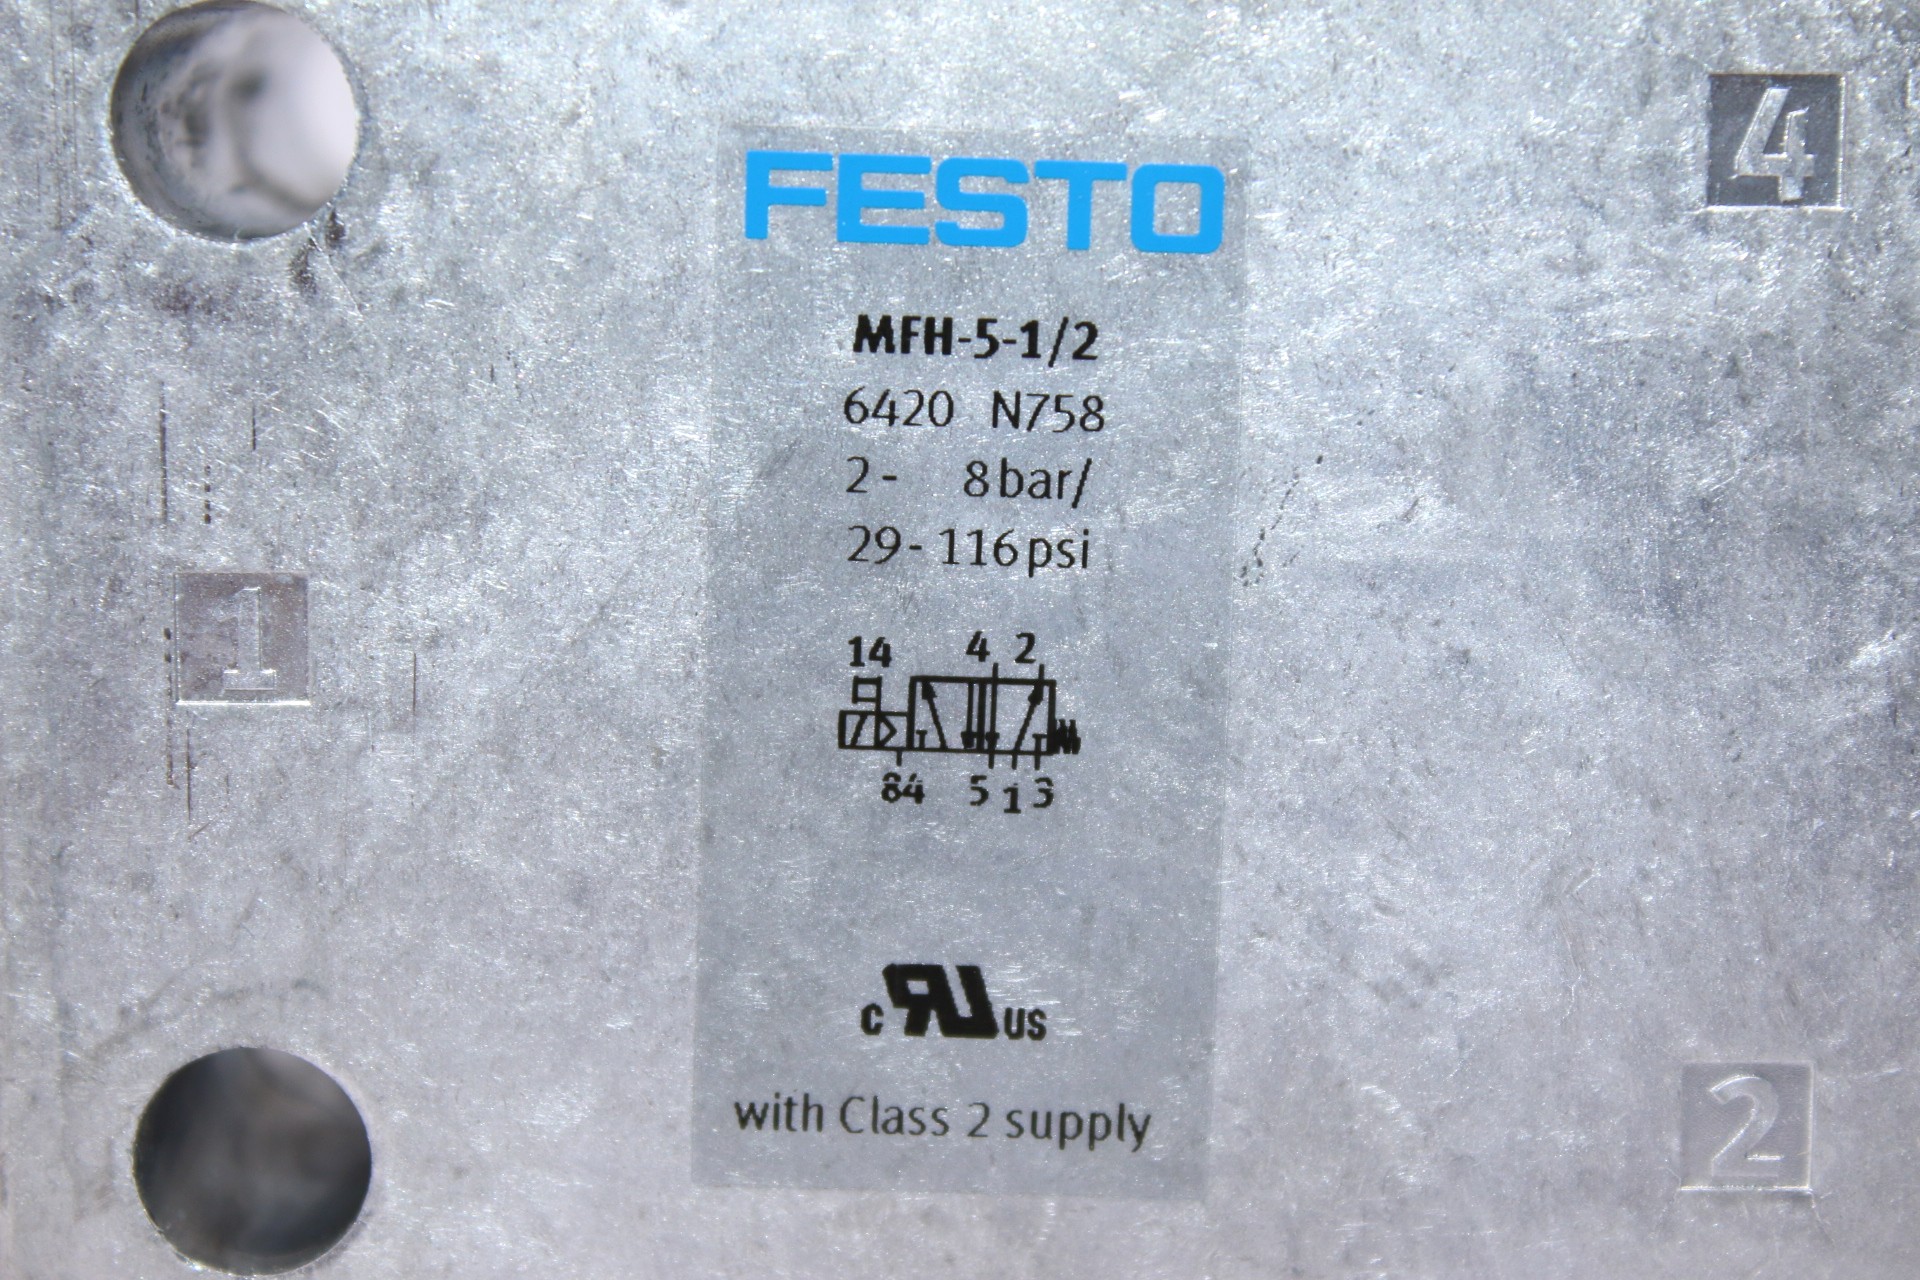 4
FESTO
MFH-5-1/2
6420 N758
2- 8bar/
29-116psi
1
14 4 2
84 5 1 3
c RU US
with Class 2 supply
2